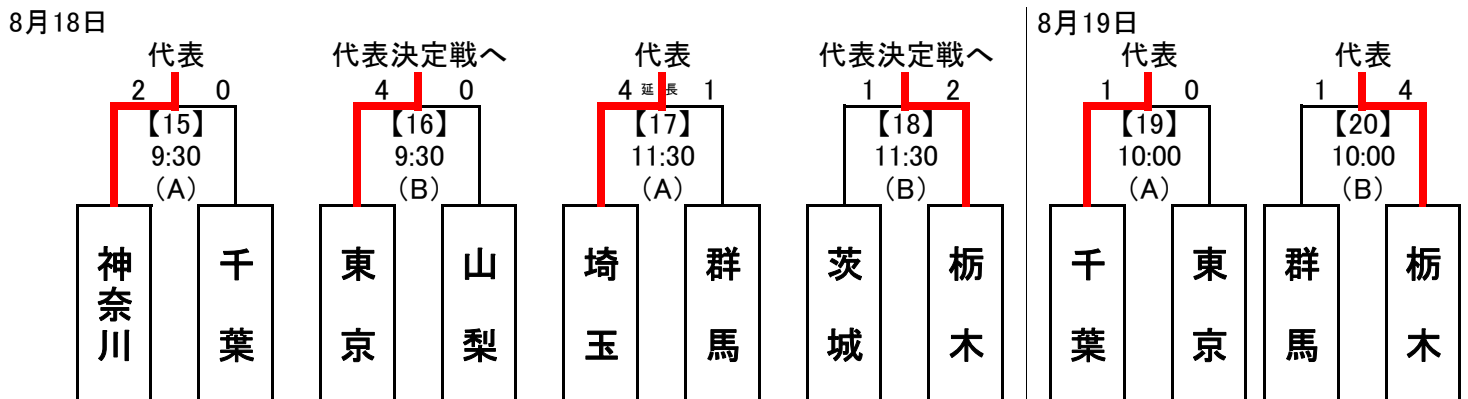 8月18日
8月19日
代表
代表決定戦へ
代表
代表決定戦へ
代表
代表
2 0
4 0
4 延長 1
1 2
1 0
1 4
【15】
【16】
【17】
【18】
【19】
【20】
9:30
9:30
11:30
11:30
10:00
10:00
（A）
（B）
（A）
（B）
（A）
（B）
神奈川
千葉
東京
山梨
埼玉
群馬
茨城
栃木
千葉
東京
群馬
栃木